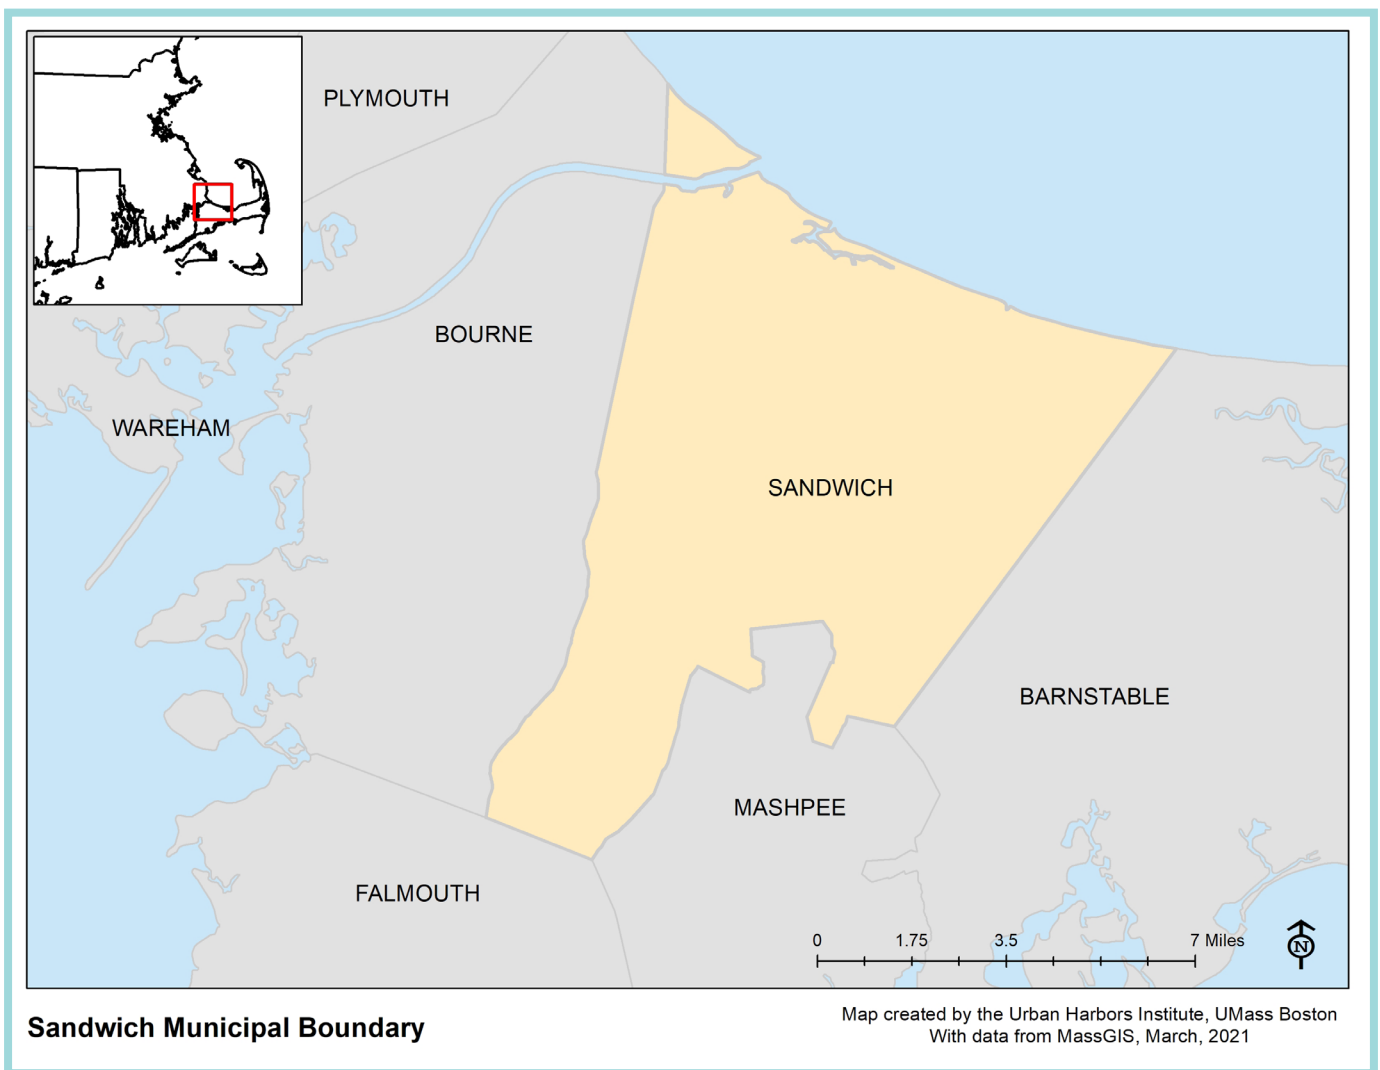 PLYMOUTH
BOURNE
WAREHAM
SANDWICH
BARNSTABLE
MASHPEE
FALMOUTH
0 1.75 3.5 7 Miles
N
Sandwich Municipal Boundary
Map created by the Urban Harbors Institute, UMass Boston
With data from MassGIS, March, 2021